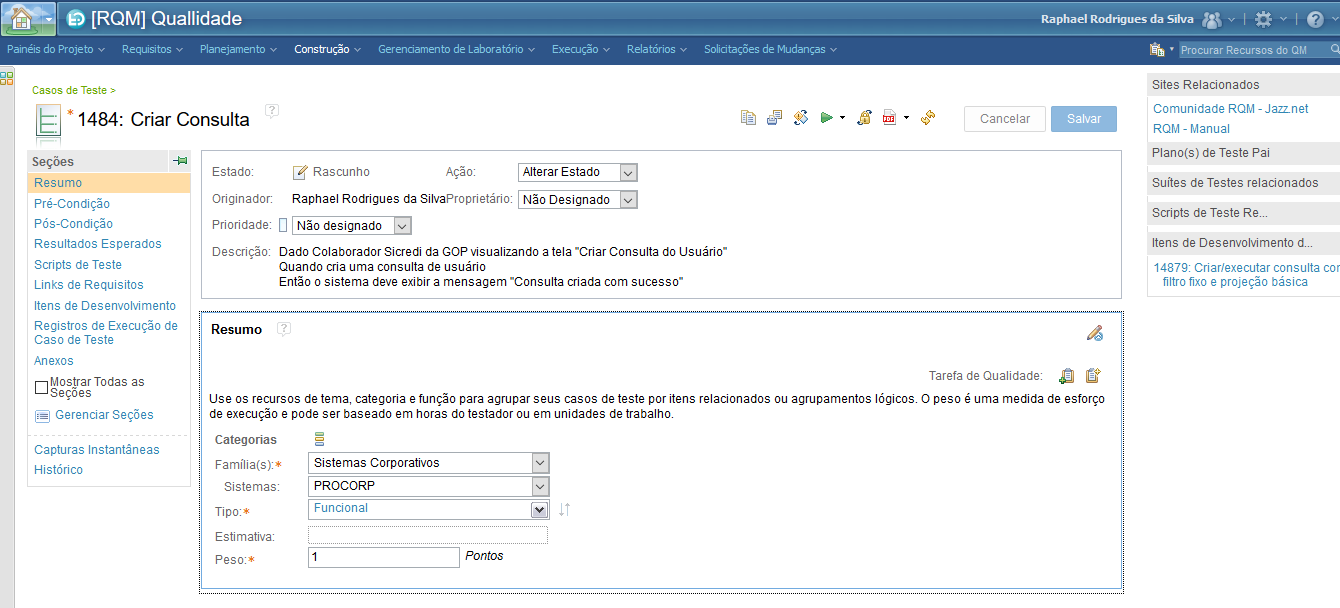 [RQM] Quallidade
Raphael Rodrigues da Silva
Painéis do Projeto Requisitos Planejamento Construção Gerenciamento de Laboratório Execução Relatórios Solicitações de Mudanças
Procurar Recursos do QM
Casos de Teste >
* 1484: Criar Consulta
?
Cancelar
Salvar
Seções
Resumo
Pré-Condição
Pós-Condição
Resultados Esperados
Scripts de Teste
Links de Requisitos
Itens de Desenvolvimento
Registros de Execução de
Caso de Teste
Anexos
Mostrar Todas as
Seções
Gerenciar Seções
Capturas Instantâneas
Histórico
Estado: Rascunho Ação: Alterar Estado
Originador: Raphael Rodrigues da Silva Proprietário: Não Designado
Prioridade: Não designado
Descrição: Dado Colaborador Sicredi da GOP visualizando a tela "Criar Consulta do Usuário"
Quando cria uma consulta de usuário
Então o sistema deve exibir a mensagem "Consulta criada com sucesso"
Resumo ?
Tarefa de Qualidade:
Use os recursos de tema, categoria e função para agrupar seus casos de teste por itens relacionados ou agrupamentos lógicos. O peso é uma medida de esforço
de execução e pode ser baseado em horas do testador ou em unidades de trabalho.
Categorias
Família(s):* Sistemas Corporativos
Sistemas: PROCORP
Tipo:* Funcional
Estimativa:
Peso:* 1 Pontos
Sites Relacionados
Comunidade RQM - Jazz.net
RQM - Manual
Plano(s) de Teste Pai
Suítes de Testes relacionados
Scripts de Teste Re...
Itens de Desenvolvimento d...
14879: Criar/executar consulta cor
filtro fixo e projeção básica